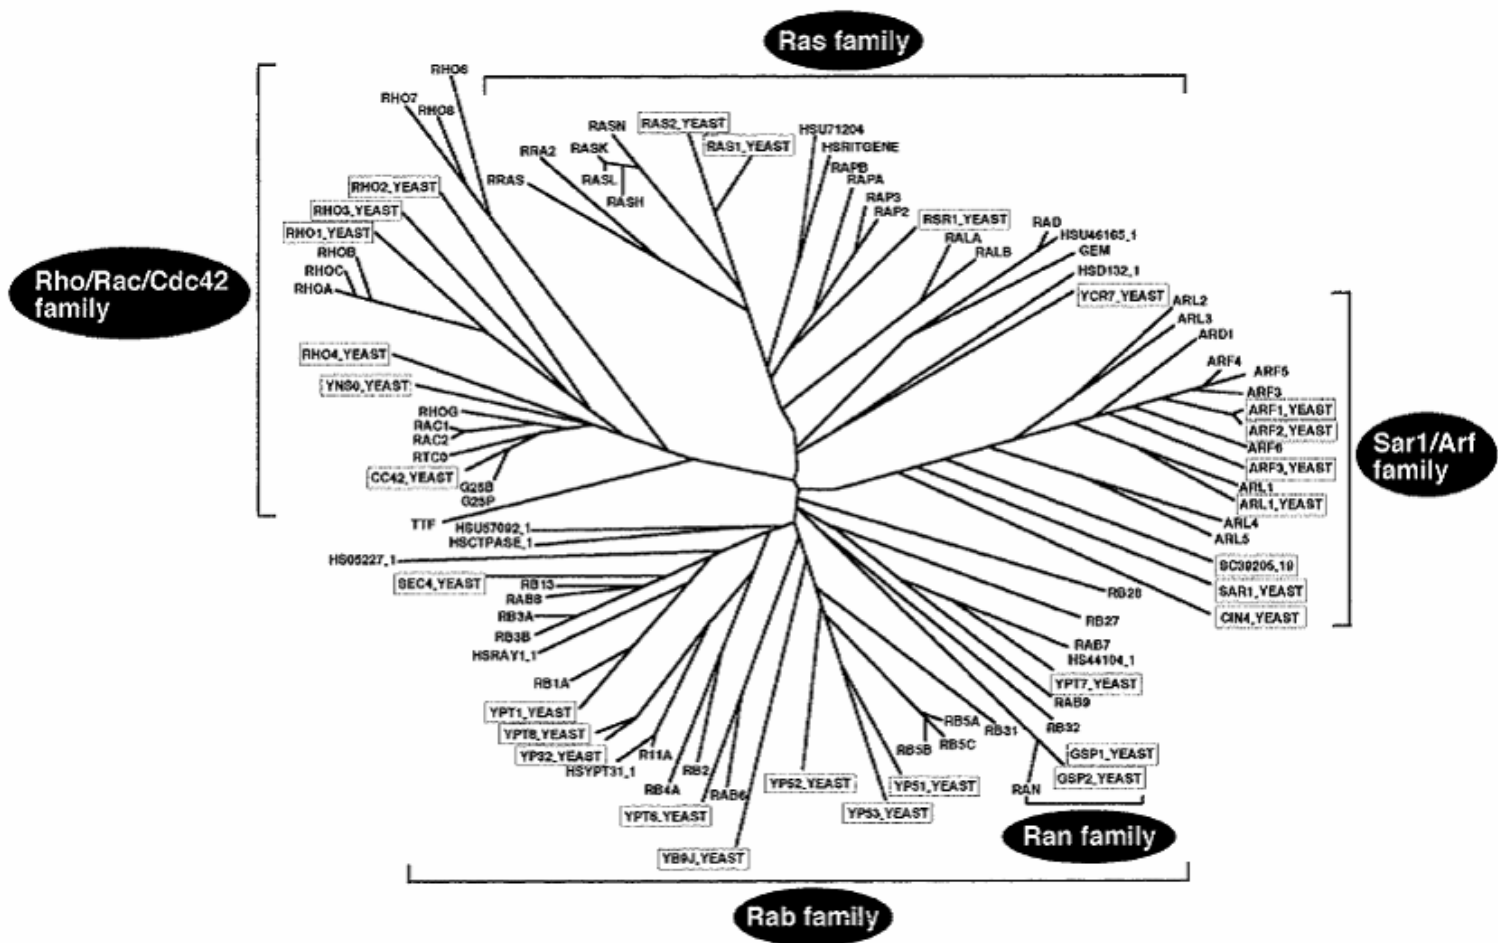 Ras family
RHO6
RHO7
RHO8
RASN
RAS2_YEAST
RAS1_YEAST
HSU71204
HSRITGENE
RRA2
RASK
RASL
RASH
RRAS
RAPB
RAPA
RAP3
RAP2
RSR1_YEAST
RALA
RALB
RAD
HSU46165_1
GEM
HSD132_1
YCR7_YEAST
RHO2_YEAST
RHO3_YEAST
RHO1_YEAST
RHOB
RHOC
RHOA
Rho/Rac/Cdc42
family
RHO4_YEAST
YNS0_YEAST
RHOG
RAC1
RAC2
RTC0
CC42_YEAST
G25B
G25P
TTF
ARL2
ARL3
ARD1
ARF4
ARF5
ARF3
ARF1_YEAST
ARF2_YEAST
ARF6
ARF3_YEAST
ARL1
ARL1_YEAST
ARL4
ARL5
SC39205_19
SAR1_YEAST
CIN4_YEAST
Sar1/Arf
family
HSU57092_1
HSCTPASE_1
HS05227_1
SEC4_YEAST
RB13
RAB8
RB3A
RB3B
HSRAY1_1
RB1A
YPT1_YEAST
YPT8_YEAST
YP32_YEAST
HSYPT31_1
R11A
RB4A
RB2
YPT6_YEAST
RAB6
YB9J_YEAST
YP52_YEAST
YP53_YEAST
YP51_YEAST
RB5B
RB5C
RB5A
RB31
RB28
RB27
RAB7
HS44104_1
YPT7_YEAST
RAB9
RB32
GSP1_YEAST
GSP2_YEAST
RAN
Ran family
Rab family